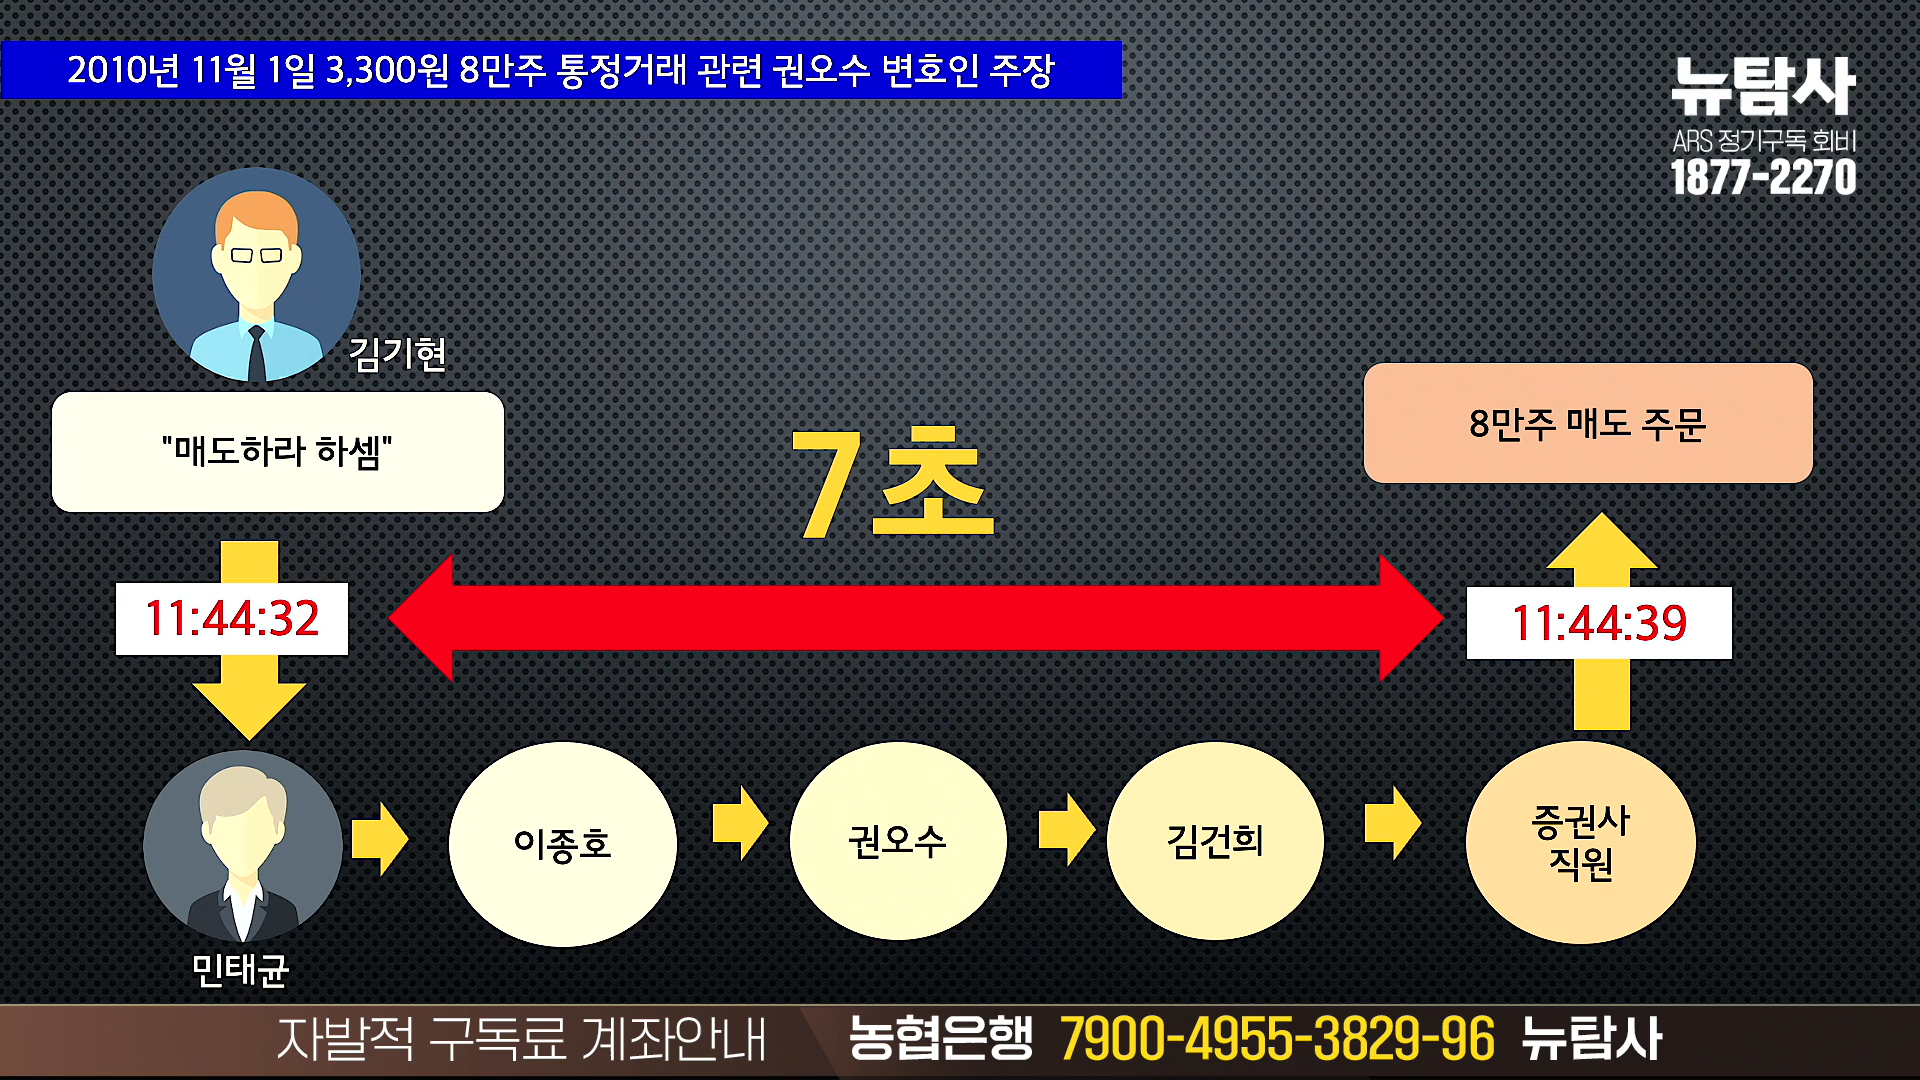 2010년 11월 1일 3,300원 8만주 통정거래 관련 권오수 변호인 주장
뉴탐사
ARS 정기구독 회비
1877-2270
김기현
"매도하라 하셈"
7초
8만주 매도 주문
11:44:32
11:44:39
이종호
권오수
김건희
증권사
직원
민태균
자발적 구독료 계좌안내 농협은행 7900-4955-3829-96 뉴탐사